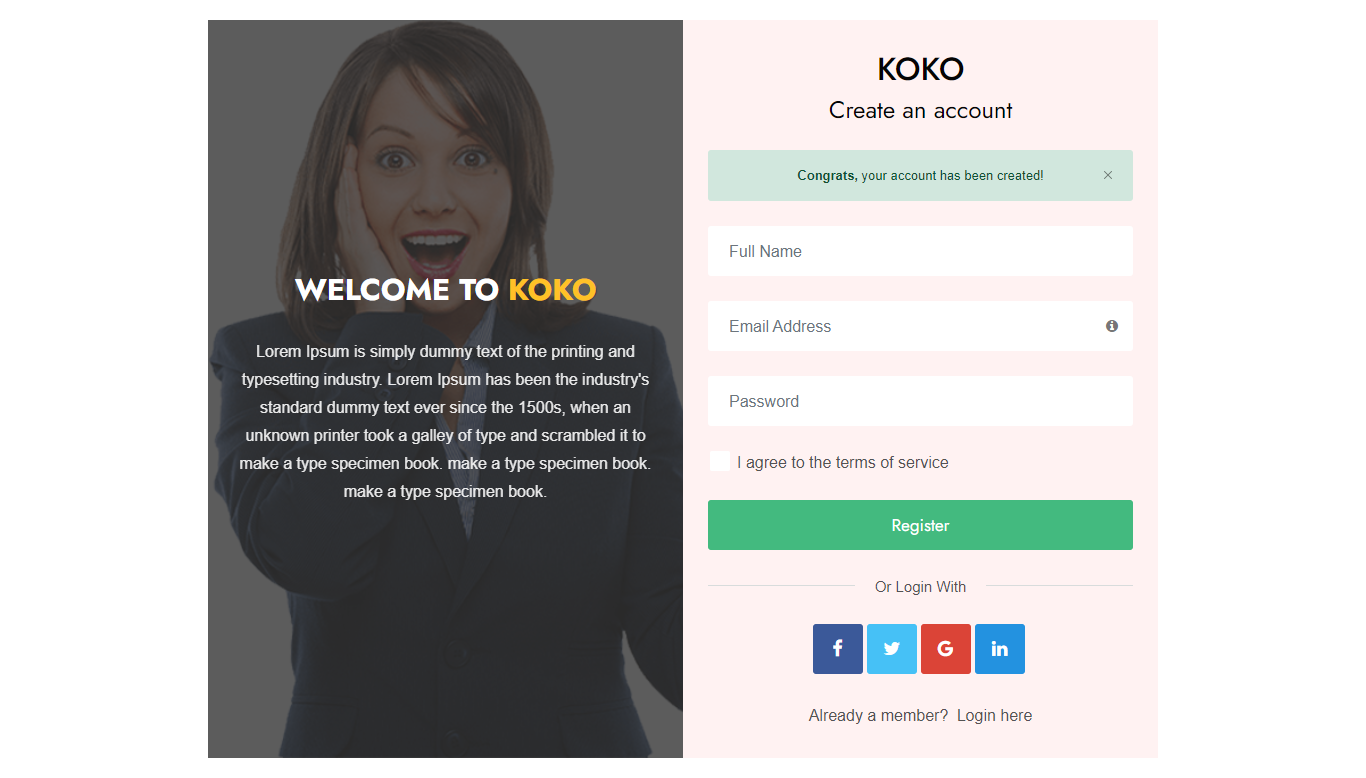 WELCOME TO KOKO
Lorem Ipsum is simply dummy text of the printing and
typesetting industry. Lorem Ipsum has been the industry's
standard dummy text ever since the 1500s, when an
unknown printer took a galley of type and scrambled it to
make a type specimen book. make a type specimen book.
make a type specimen book.
KOKO
Create an account
Congrats, your account has been created! ×
Full Name
Email Address
Password
I agree to the terms of service
Register
Or Login With
Already a member? Login here